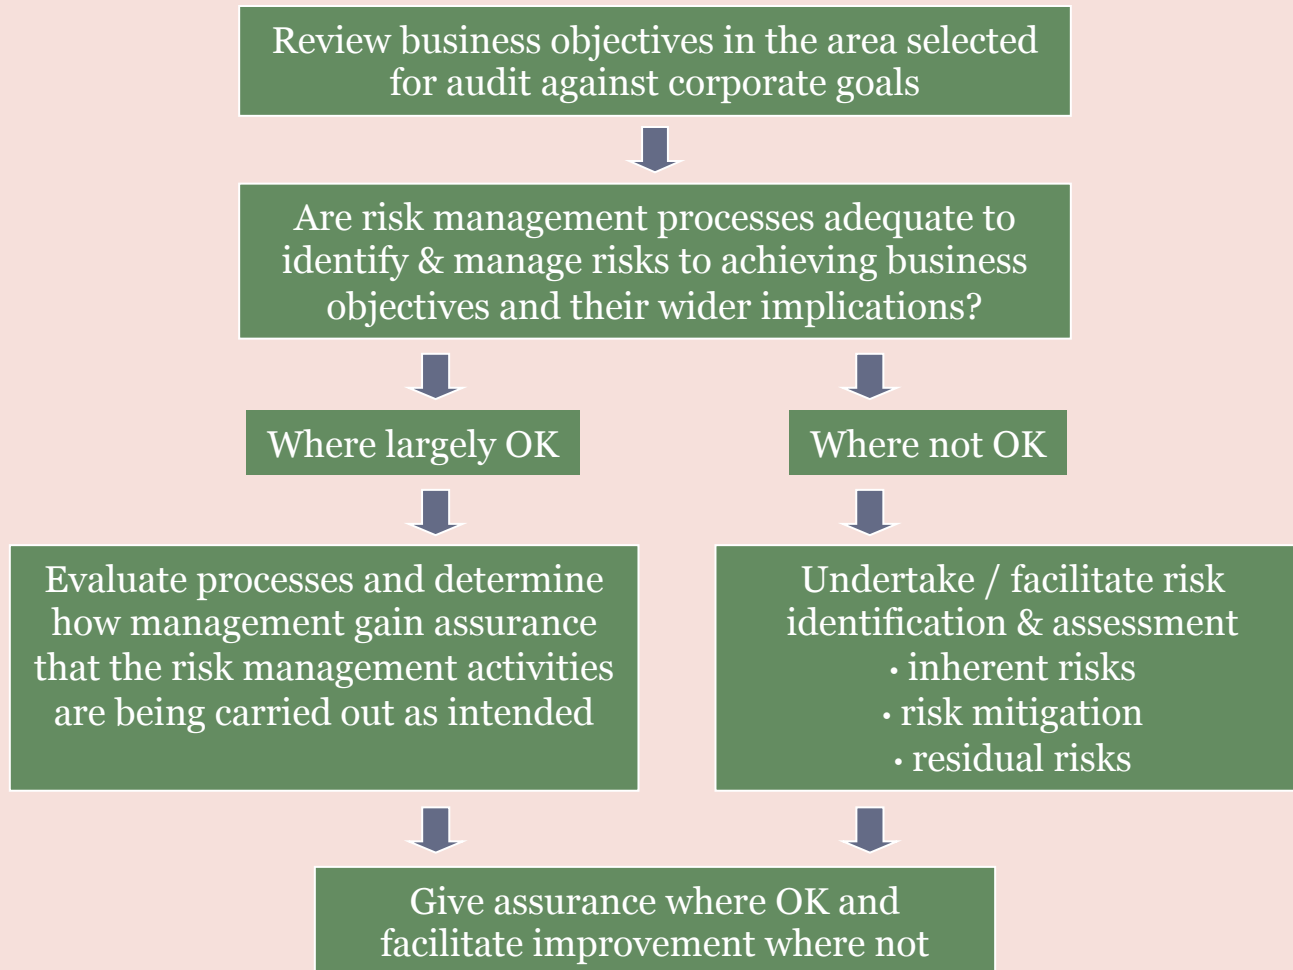 Review business objectives in the area selected
for audit against corporate goals
Are risk management processes adequate to
identify & manage risks to achieving business
objectives and their wider implications?
Where largely OK
Where not OK
Evaluate processes and determine
how management gain assurance
that the risk management activities
are being carried out as intended
Undertake / facilitate risk
identification & assessment
• inherent risks
• risk mitigation
• residual risks
Give assurance where OK and
facilitate improvement where not